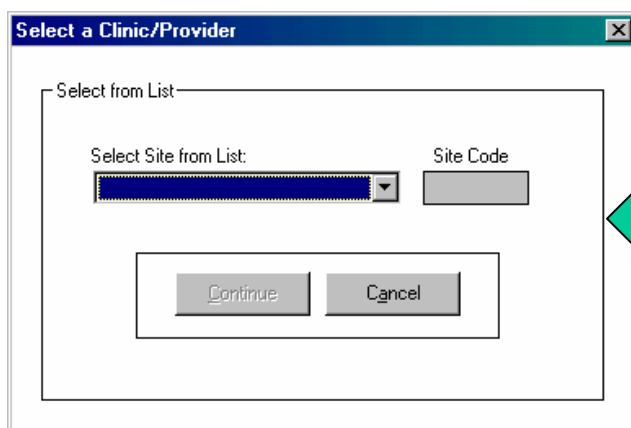 Select a Clinic/Provider
Select from List
Select Site from List: Site Code
Continue Cancel